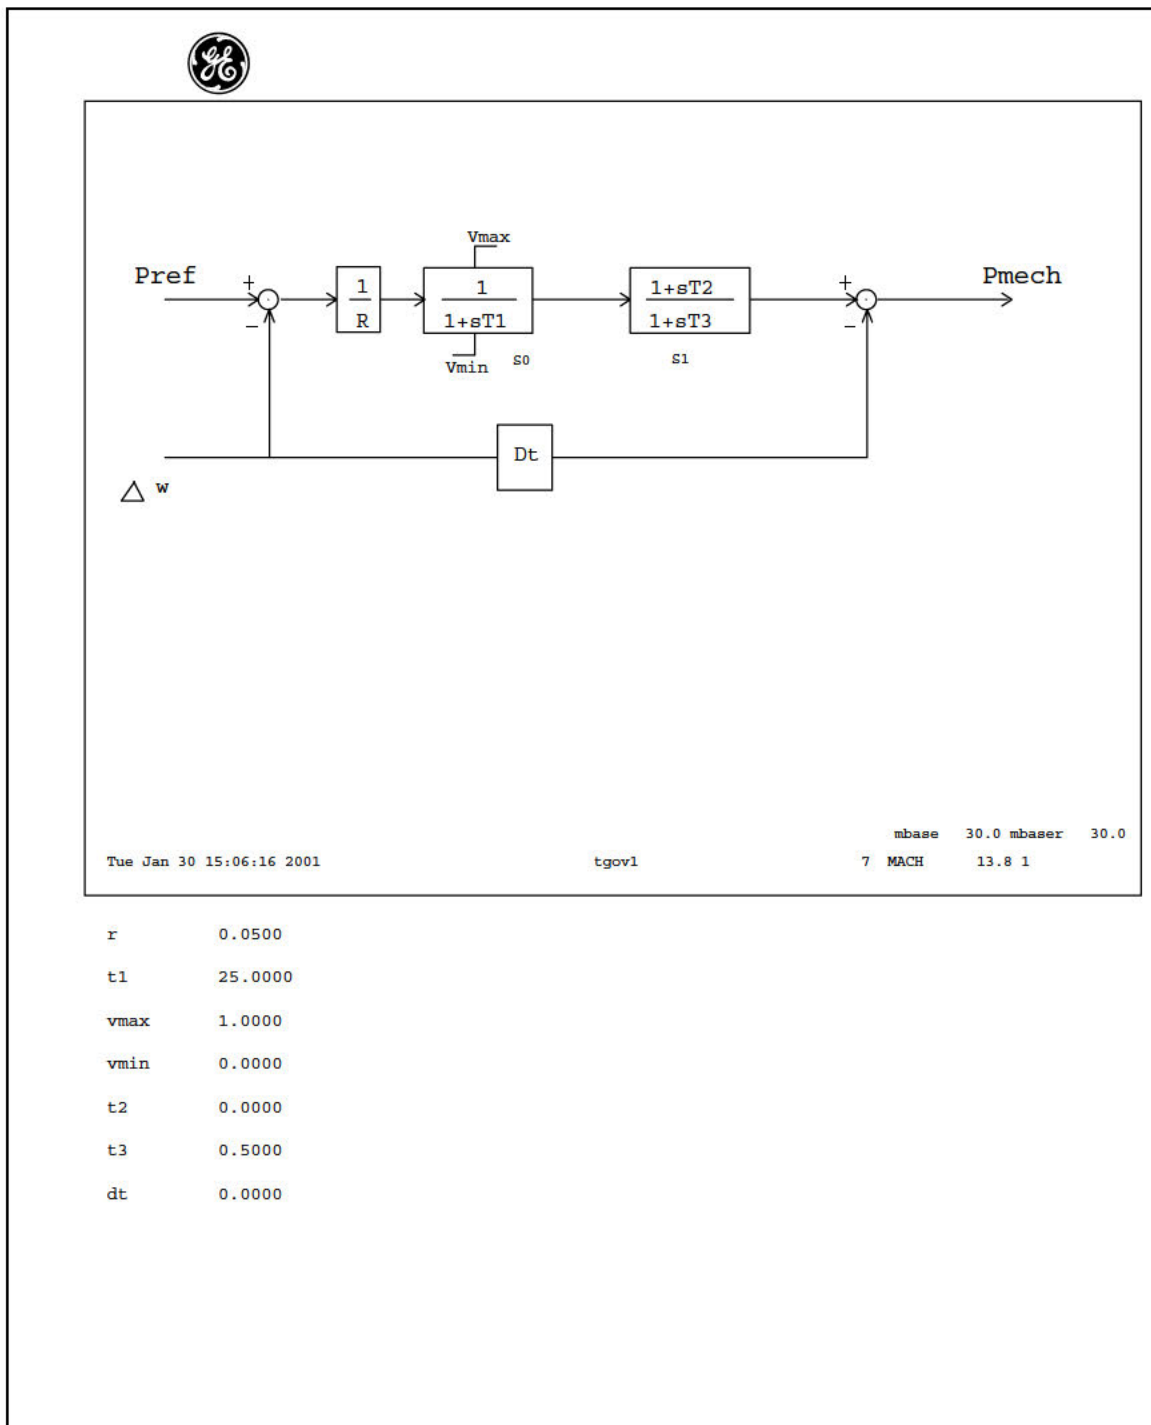 GE
Vmax
Pref + 1 1 1+sT2 + Pmech
R 1+sT1 1+sT3
− −
Vmin S0 S1
Dt
△ w
mbase 30.0 mbaser 30.0
Tue Jan 30 15:06:16 2001 tgov1 7 MACH 13.8 1
r 0.0500
t1 25.0000
vmax 1.0000
vmin 0.0000
t2 0.0000
t3 0.5000
dt 0.0000